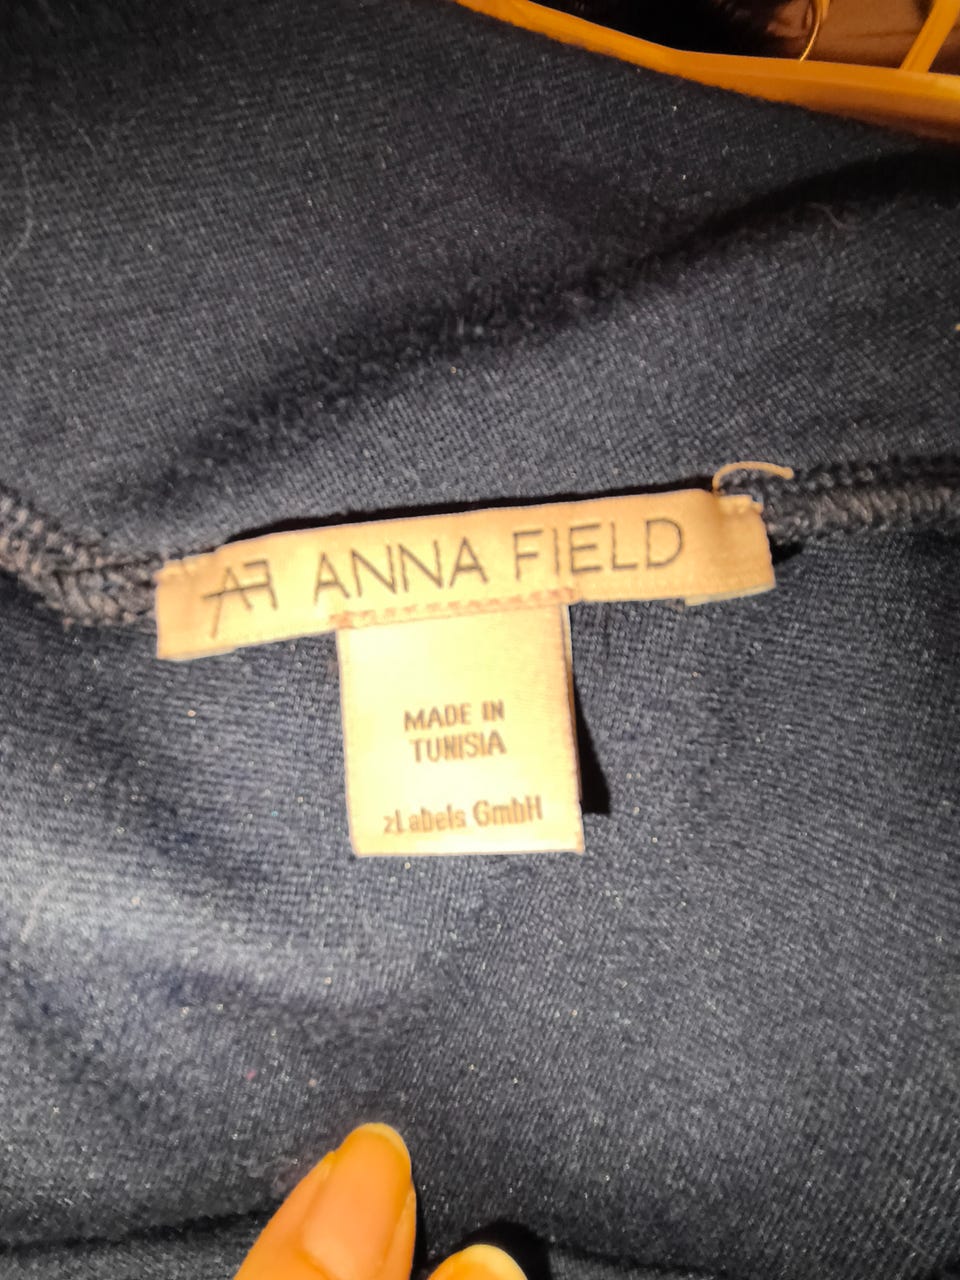 AF ANNA FIELD
MADE IN
TUNISIA
zLabels GmbH